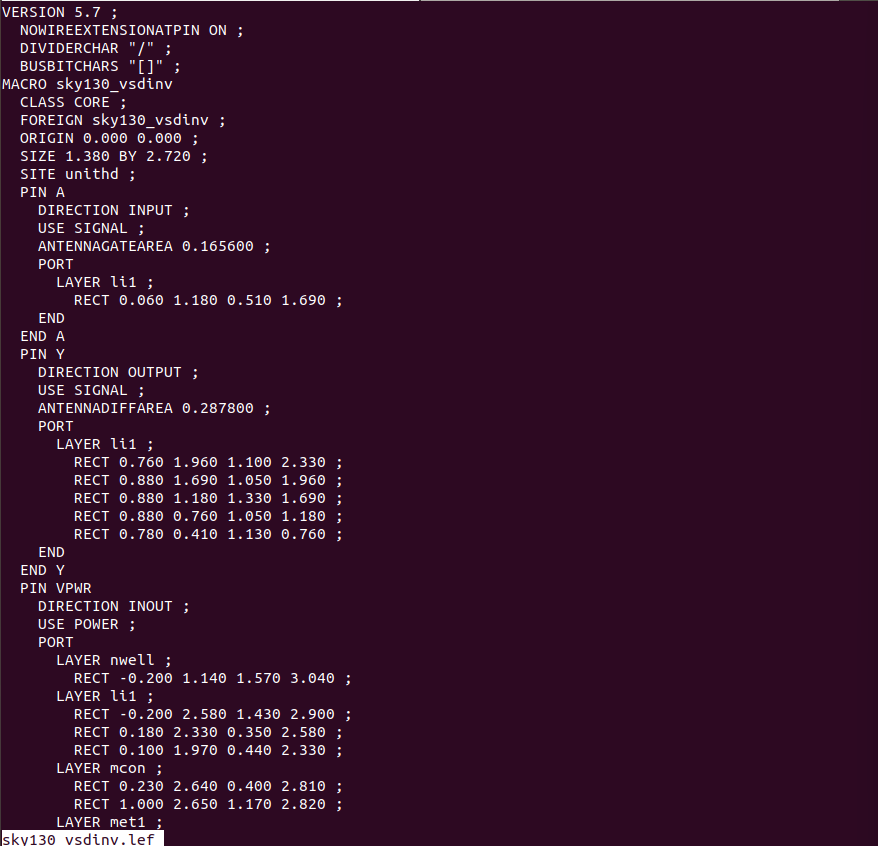 VERSION 5.7 ;
  NOWIREEXTENSIONATPIN ON ;
  DIVIDERCHAR "/" ;
  BUSBITCHARS "[]" ;
MACRO sky130_vsdinv
  CLASS CORE ;
  FOREIGN sky130_vsdinv ;
  ORIGIN 0.000 0.000 ;
  SIZE 1.380 BY 2.720 ;
  SITE unithd ;
  PIN A
    DIRECTION INPUT ;
    USE SIGNAL ;
    ANTENNAGATEAREA 0.165600 ;
    PORT
      LAYER li1 ;
        RECT 0.060 1.180 0.510 1.690 ;
    END
  END A
  PIN Y
    DIRECTION OUTPUT ;
    USE SIGNAL ;
    ANTENNADIFFAREA 0.287800 ;
    PORT
      LAYER li1 ;
        RECT 0.760 1.960 1.100 2.330 ;
        RECT 0.880 1.690 1.050 1.960 ;
        RECT 0.880 1.180 1.330 1.690 ;
        RECT 0.880 0.760 1.050 1.180 ;
        RECT 0.780 0.410 1.130 0.760 ;
    END
  END Y
  PIN VPWR
    DIRECTION INOUT ;
    USE POWER ;
    PORT
      LAYER nwell ;
        RECT -0.200 1.140 1.570 3.040 ;
      LAYER li1 ;
        RECT -0.200 2.580 1.430 2.900 ;
        RECT 0.180 2.330 0.350 2.580 ;
        RECT 0.100 1.970 0.440 2.330 ;
      LAYER mcon ;
        RECT 0.230 2.640 0.400 2.810 ;
        RECT 1.000 2.650 1.170 2.820 ;
      LAYER met1 ;
sky130_vsdinv.lef